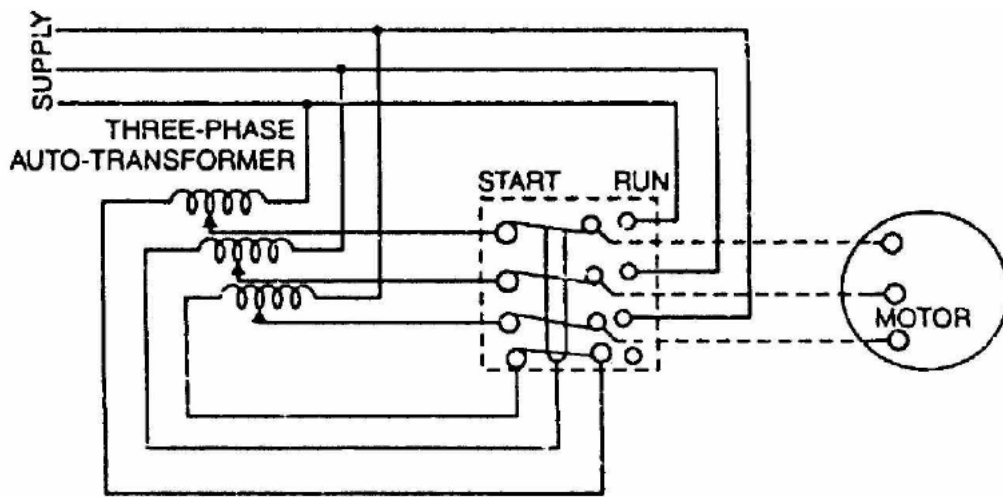 SUPPLY
THREE-PHASE
AUTO-TRANSFORMER
START RUN
MOTOR